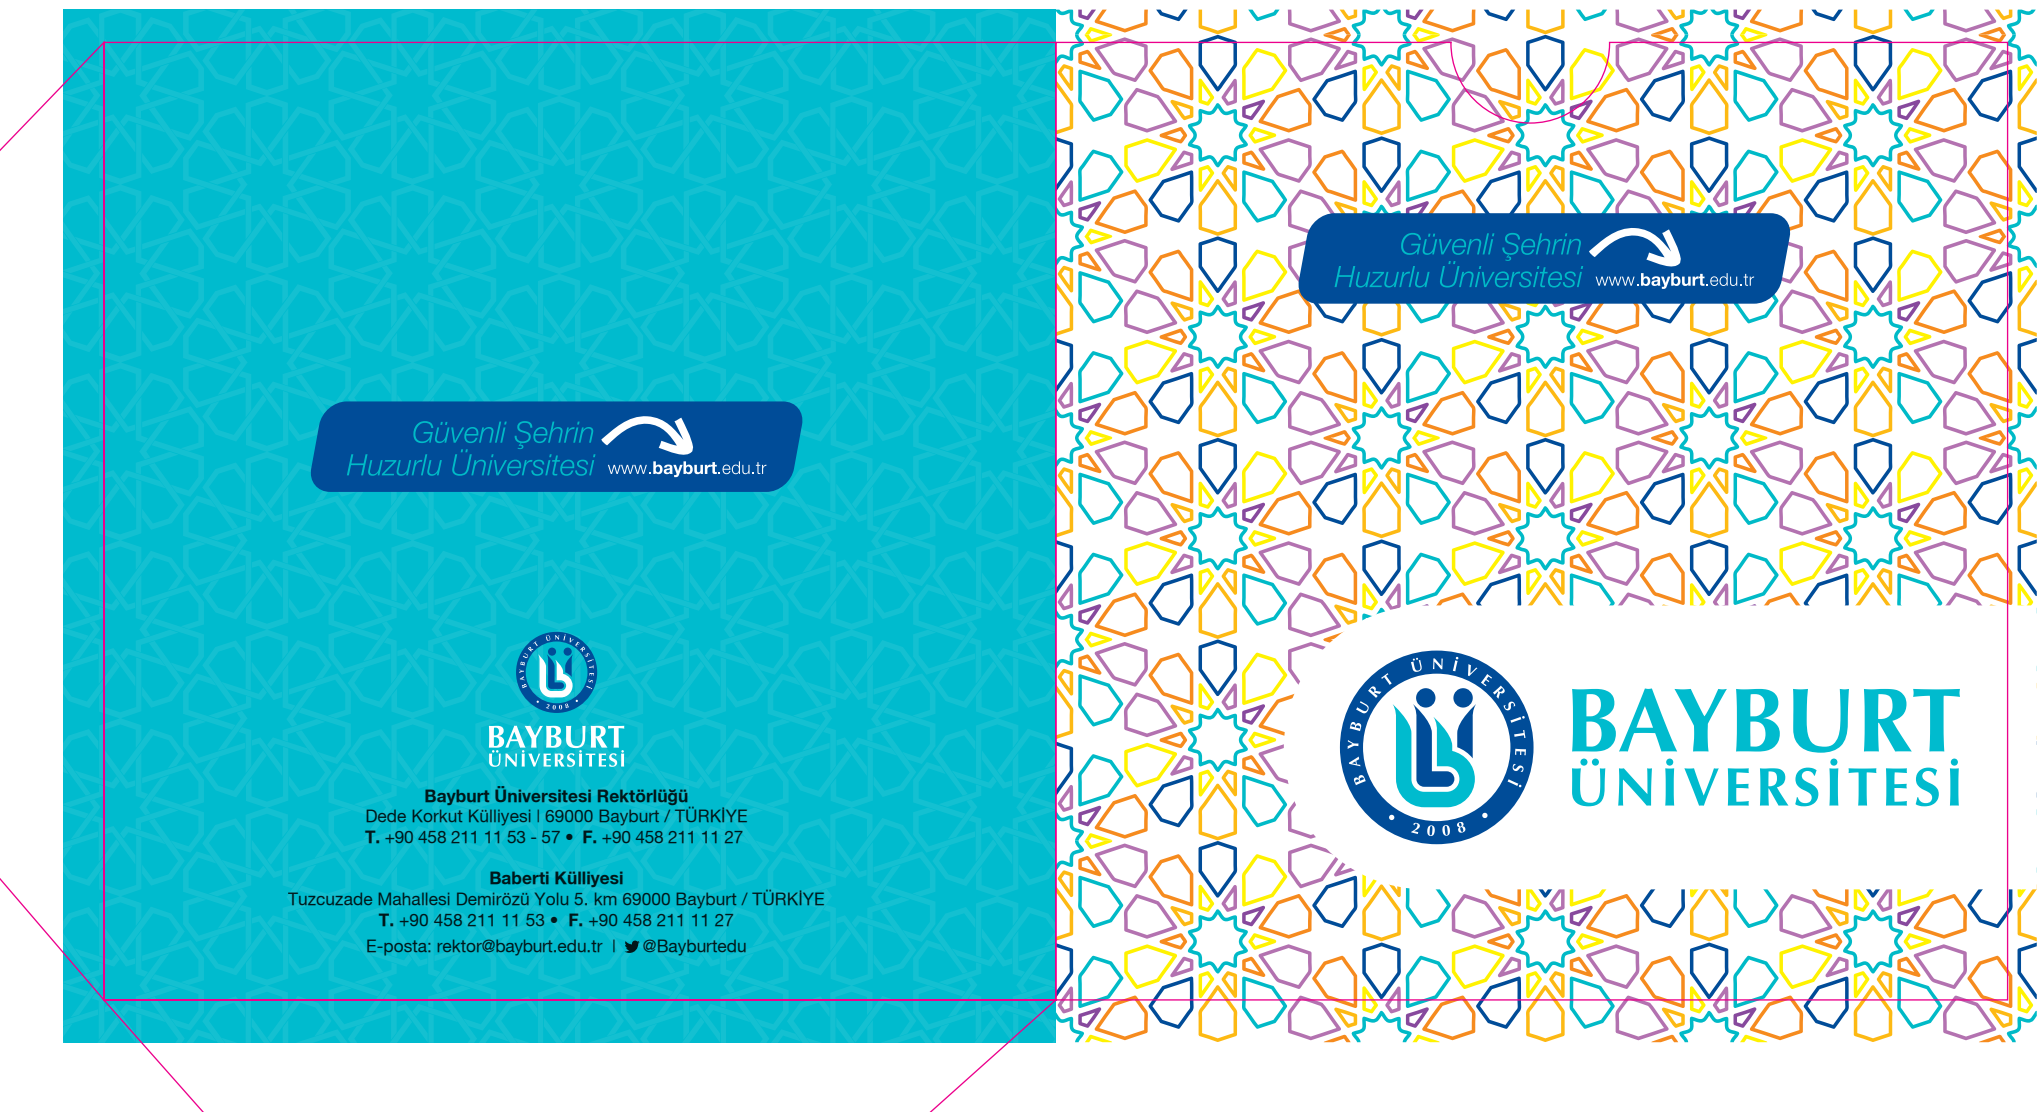 Güvenli Şehrin
Huzurlu Üniversitesi www.bayburt.edu.tr
BAYBURT ÜNİVERSİTESİ
• 2008 •
BAYBURT
ÜNİVERSİTESİ
Bayburt Üniversitesi Rektörlüğü
Dede Korkut Külliyesi | 69000 Bayburt / TÜRKİYE
T. +90 458 211 11 53 - 57 • F. +90 458 211 11 27
Baberti Külliyesi
Tuzcuzade Mahallesi Demirözü Yolu 5. km 69000 Bayburt / TÜRKİYE
T. +90 458 211 11 53 • F. +90 458 211 11 27
E-posta: rektor@bayburt.edu.tr | @Bayburtedu
Güvenli Şehrin
Huzurlu Üniversitesi www.bayburt.edu.tr
BAYBURT ÜNİVERSİTESİ
• 2008 •
BAYBURT
ÜNİVERSİTESİ